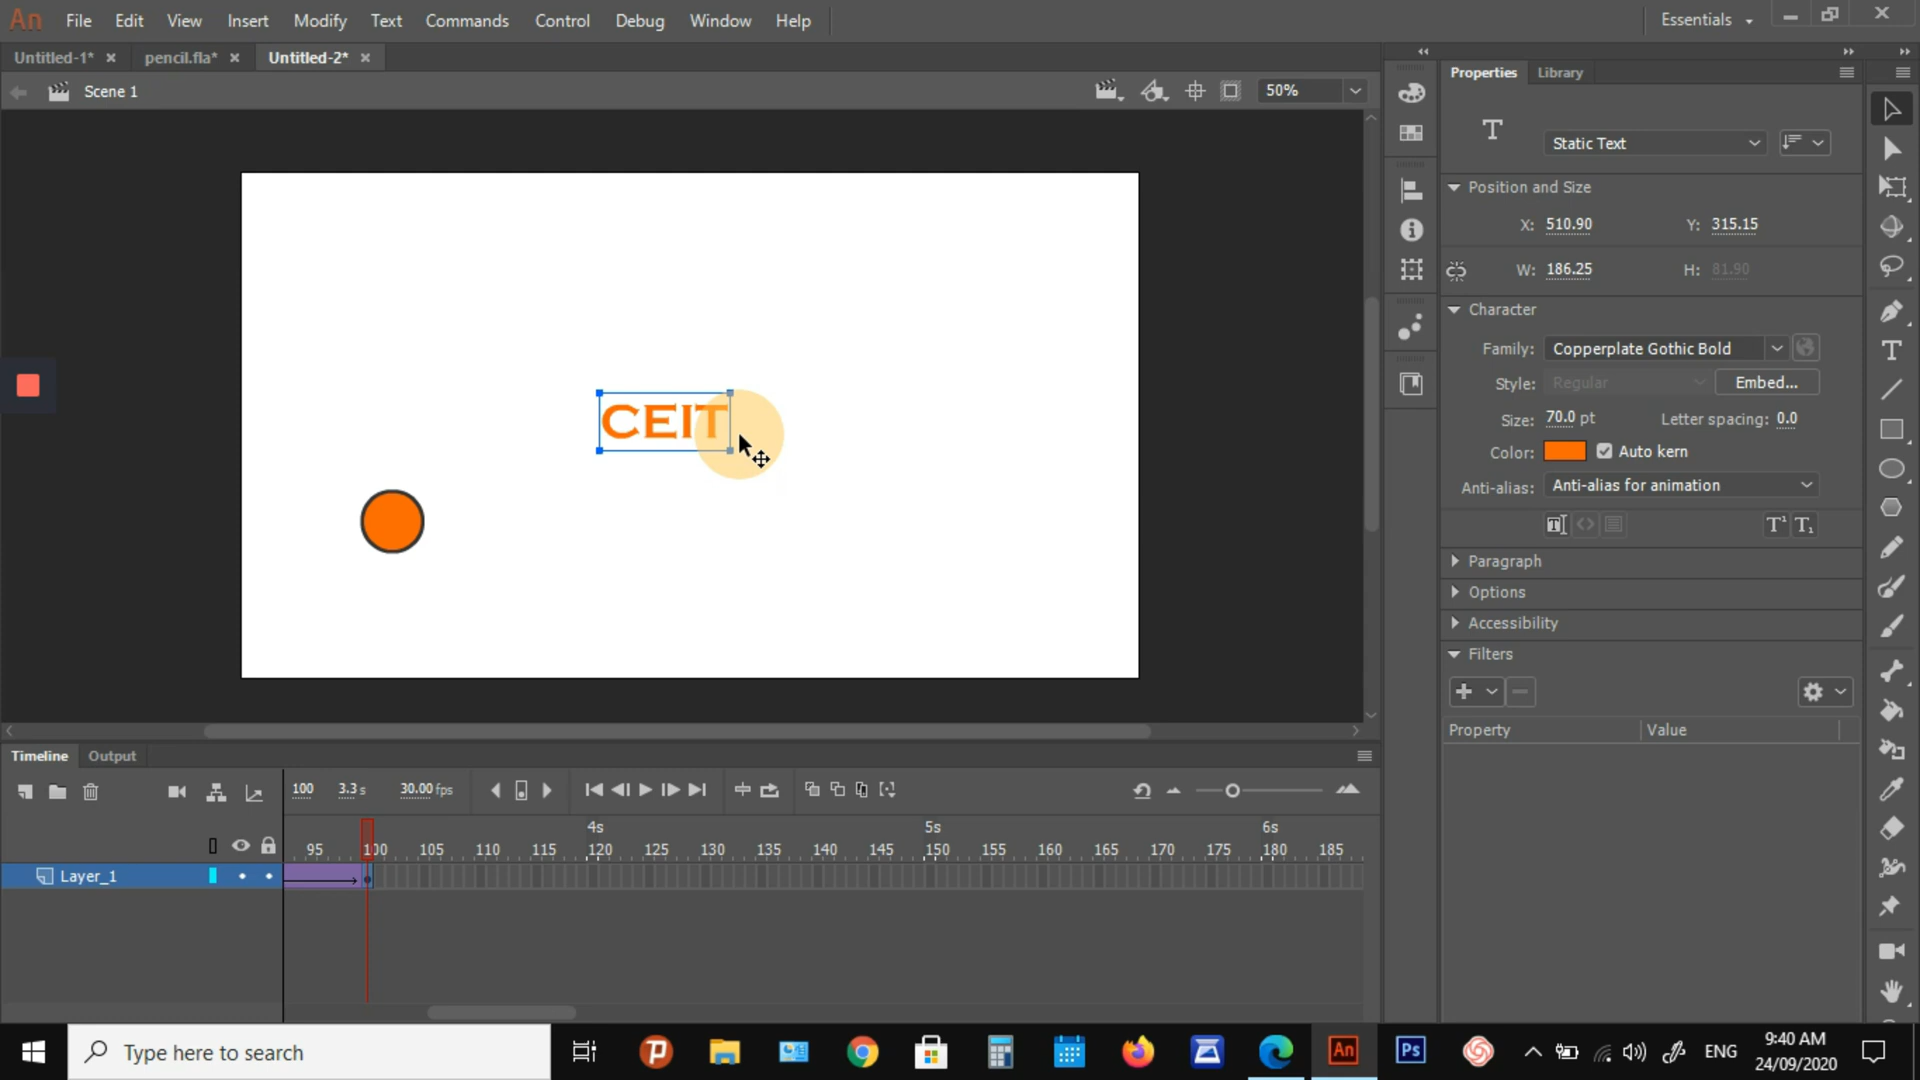 An File Edit View Insert Modify Text Commands Control Debug Window Help Essentials
Untitled-1* × pencil.fla* × Untitled-2* ×
Scene 1 50%
Properties Library
T Static Text
Position and Size
X: 510.90 Y: 315.15
W: 186.25 H: 81.90
Character
Family: Copperplate Gothic Bold
Style: Regular Embed...
Size: 70.0 pt Letter spacing: 0.0
Color: Auto kern
Anti-alias: Anti-alias for animation
Paragraph
Options
Accessibility
Filters
Property Value
CEIT
Timeline Output
100 3.3 s 30.00 fps
4s 5s 6s
95 100 105 110 115 120 125 130 135 140 145 150 155 160 165 170 175 180 185
Layer_1
Type here to search
An Ps ENG
9:40 AM
24/09/2020